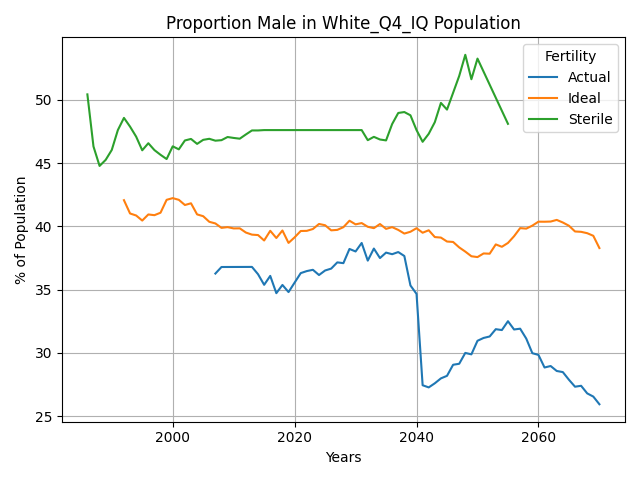 Proportion Male in White_Q4_IQ Population
% of Population
50
45
40
35
30
25
Fertility
Actual
Ideal
Sterile
2000
2020
2040
2060
Years